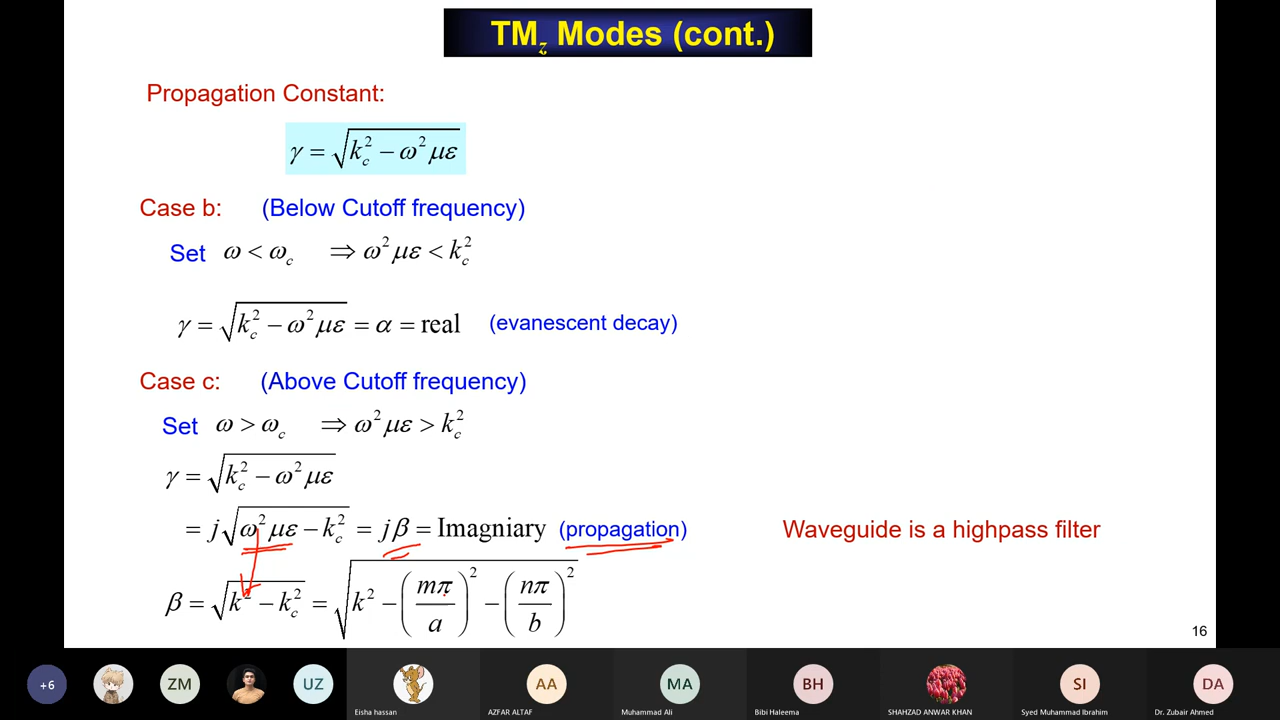 TMz Modes (cont.)
Propagation Constant:
γ = √(k_c² − ω²με)
Case b: (Below Cutoff frequency)
Set ω < ω_c ⇒ ω²με < k_c²
γ = √(k_c² − ω²με) = α = real (evanescent decay)
Case c: (Above Cutoff frequency)
Set ω > ω_c ⇒ ω²με > k_c²
γ = √(k_c² − ω²με)
= j√(ω²με − k_c²) = jβ = Imagniary (propagation) Waveguide is a highpass filter
β = √(k² − k_c²) = √(k² − (mπ/a)² − (nπ/b)²)
16
+6 ZM UZ AA MA BH SI DA
Eisha hassan AZFAR ALTAF Muhammad Ali Bibi Haleema SHAHZAD ANWAR KHAN Syed Muhammad Ibrahim Dr. Zubair Ahmed